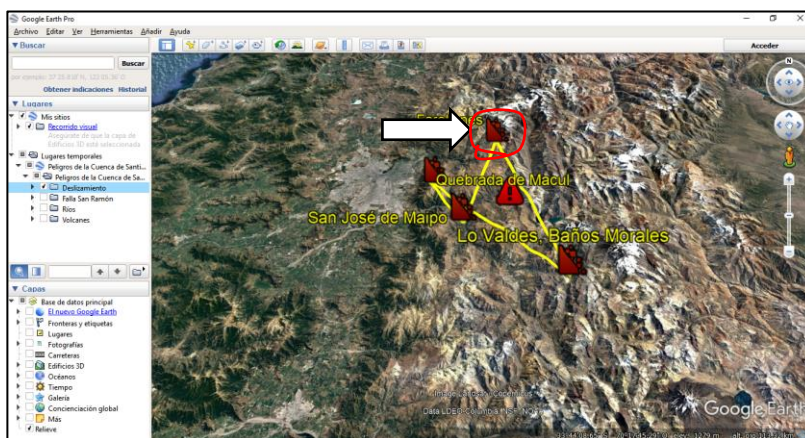 Google Earth Pro
Archivo Editar Ver Herramientas Añadir Ayuda
Buscar
Acceder
Buscar
Obtener indicaciones Historial
Lugares
Mis sitios
Recorrido visual
Asegúrate de que la capa de
Edificios 3D esté seleccionada
Lugares temporales
Peligros de la Cuenca de Santi...
Peligros de la Cuenca de Sa...
Deslizamiento
Falla San Ramón
Ríos
Volcanes
Capas
Base de datos principal
El nuevo Google Earth
Fronteras y etiquetas
Lugares
Fotografías
Carreteras
Edificios 3D
Océanos
Tiempo
Galería
Concienciación global
Más
Relieve
N
Quebrada de Macul
San José de Maipo
Lo Valdes, Baños Morales
Image Landsat / Copernicus
Google Earth